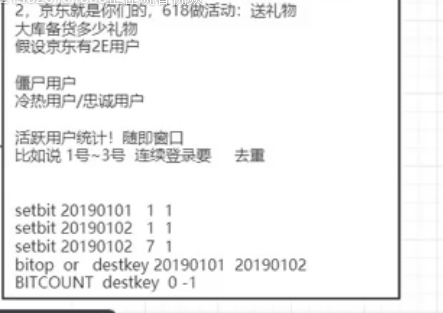 2，京东就是你们的，618做活动：送礼物
大库备货多少礼物
假设京东有2E用户
僵尸用户
冷热用户/忠诚用户
活跃用户统计！随即窗口
比如说 1号~3号 连续登录要 去重
setbit 20190101 1 1
setbit 20190102 1 1
setbit 20190102 7 1
bitop or destkey 20190101 20190102
BITCOUNT destkey 0 -1